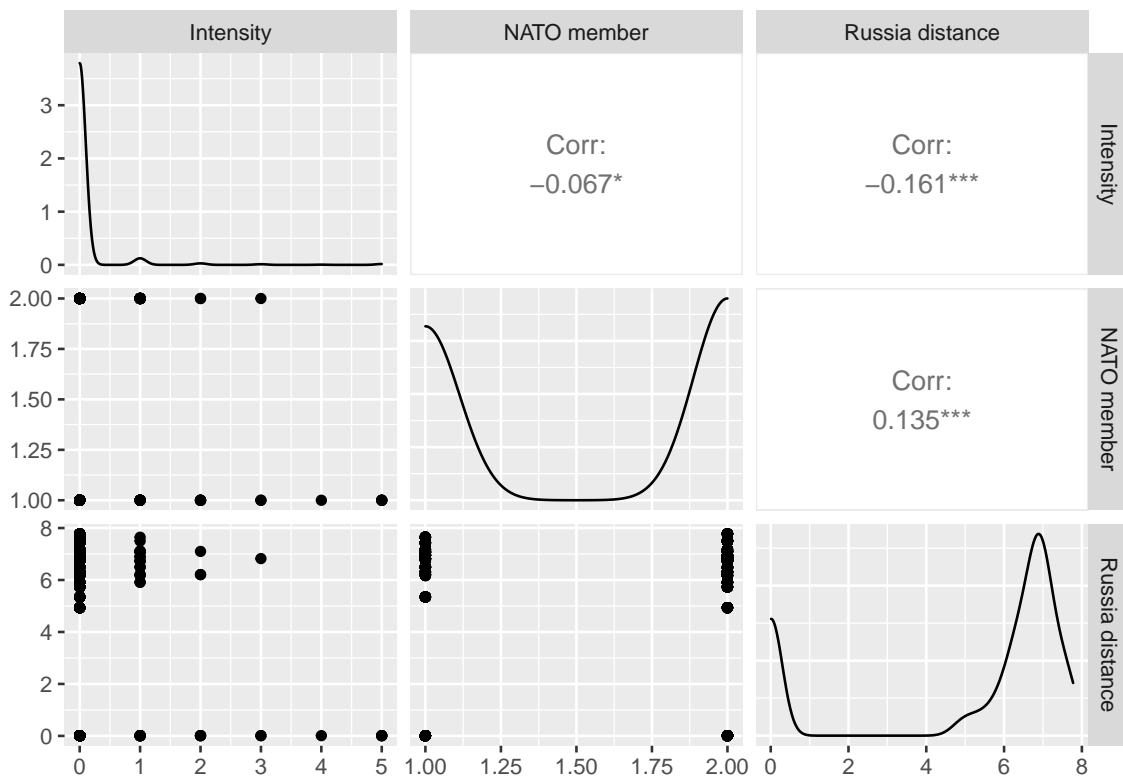 Intensity
NATO member
Russia distance
3
2
1
0
Corr:
−0.067*
Corr:
−0.161***
Intensity
2.00
1.75
1.50
1.25
1.00
Corr:
0.135***
NATO member
8
6
4
2
0
Russia distance
0 1 2 3 4 5
1.00 1.25 1.50 1.75 2.00
0 2 4 6 8